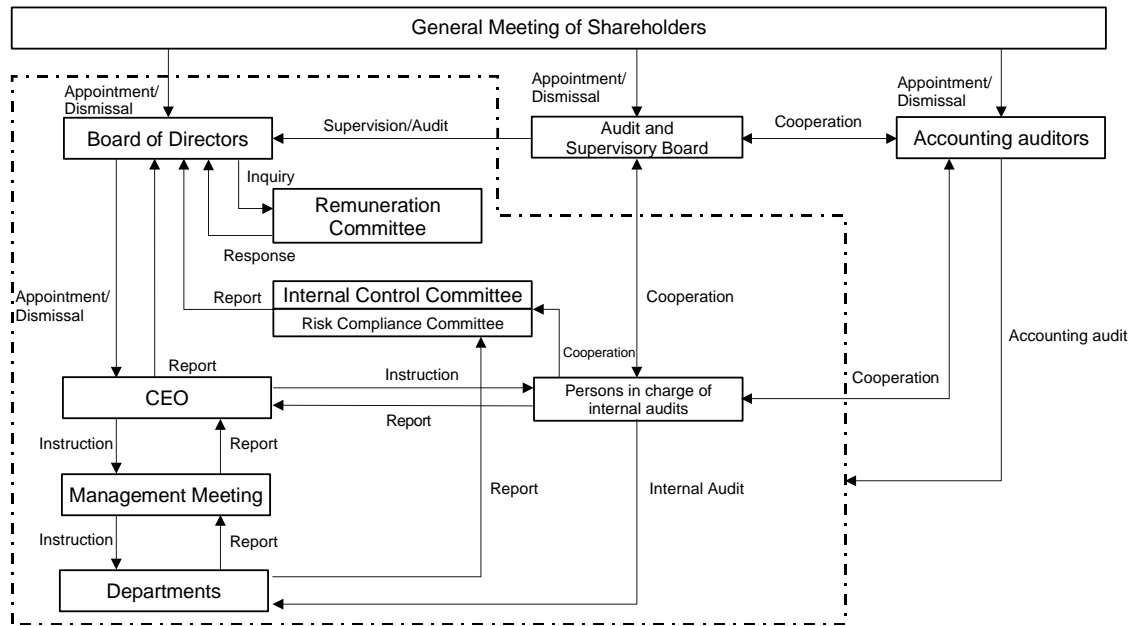 General Meeting of Shareholders
Appointment/
Dismissal
Appointment/
Dismissal
Appointment/
Dismissal
Board of Directors
Supervision/Audit
Audit and
Supervisory Board
Cooperation
Accounting auditors
Inquiry
Remuneration
Committee
Response
Appointment/
Dismissal
Report
Internal Control Committee
Risk Compliance Committee
Cooperation
Accounting audit
Cooperation
Report
CEO
Instruction
Report
Persons in charge of
internal audits
Cooperation
Instruction
Report
Management Meeting
Report
Internal Audit
Instruction
Report
Departments